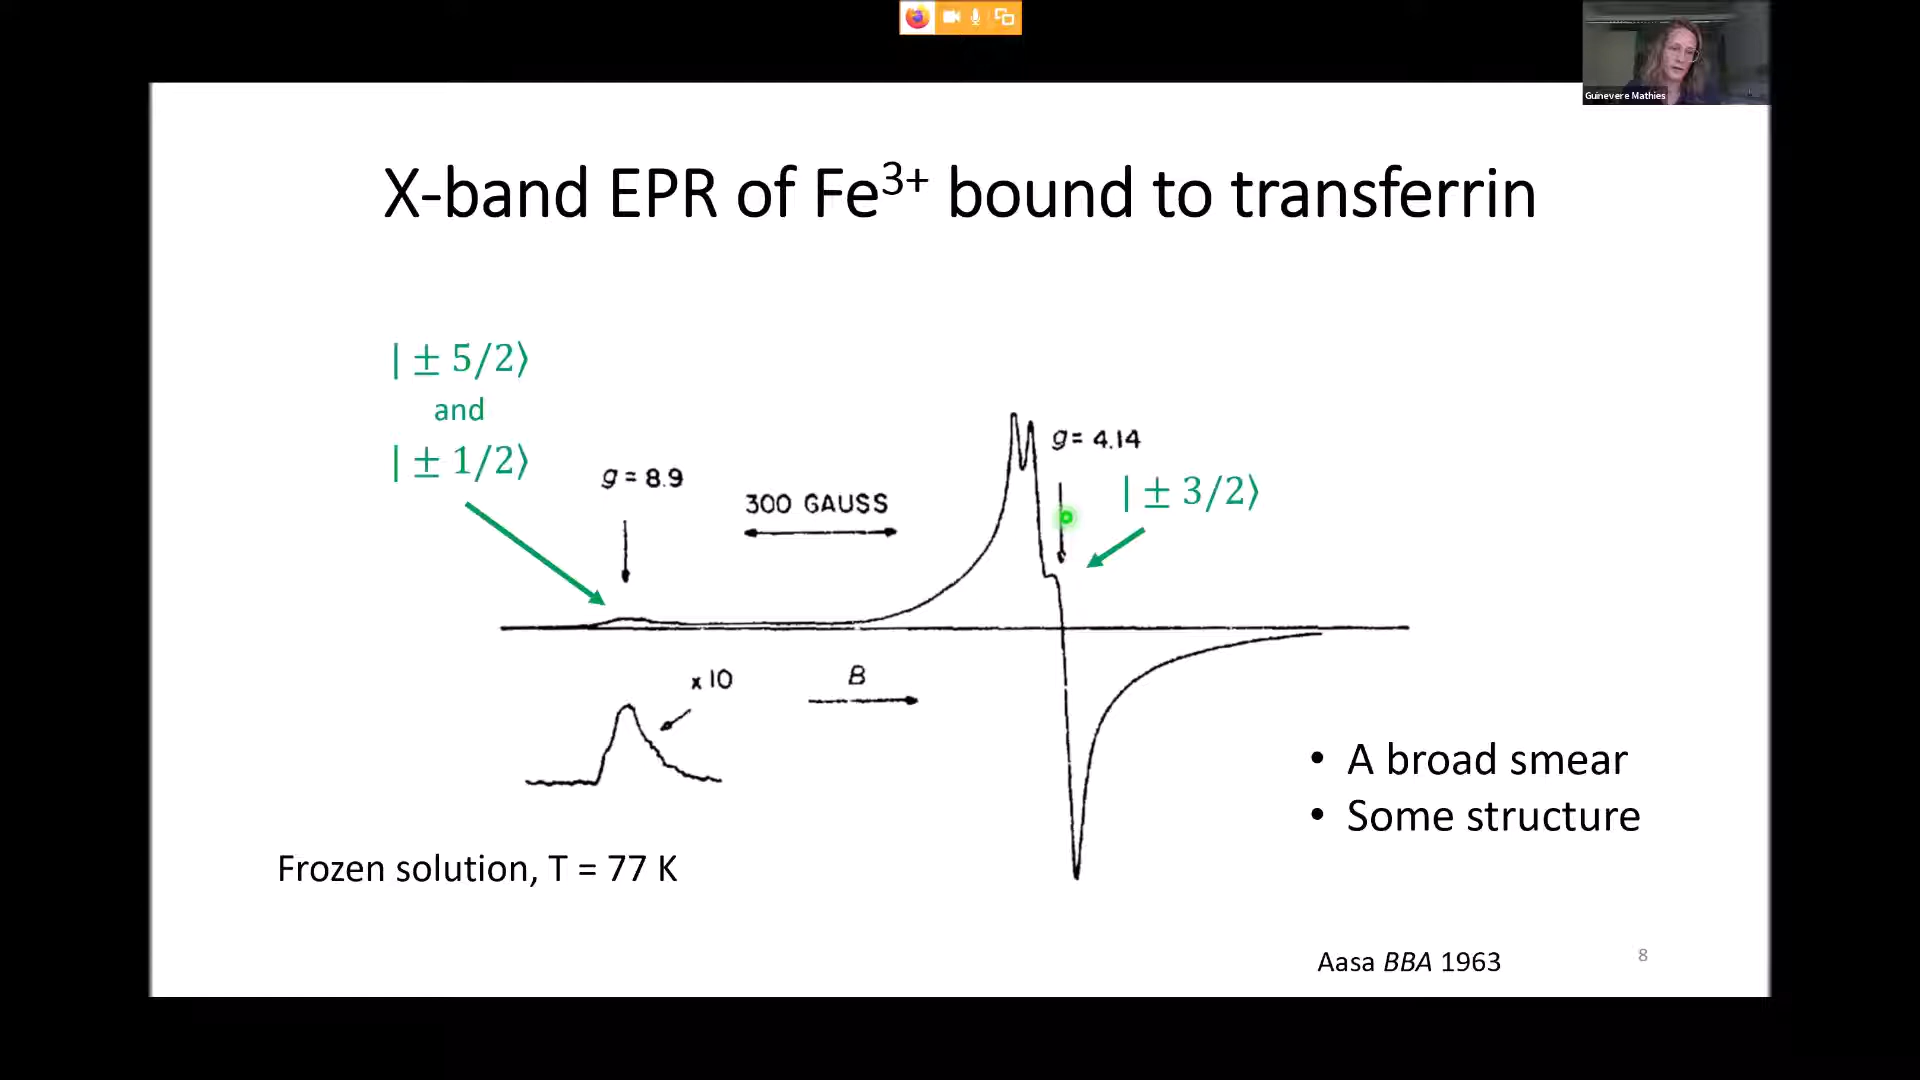 Guinevere Mathies
X-band EPR of Fe³⁺ bound to transferrin
| ± 5/2⟩
and
| ± 1/2⟩
g = 8.9
300 GAUSS
g = 4.14
| ± 3/2⟩
x 10
B
• A broad smear
• Some structure
Frozen solution, T = 77 K
Aasa BBA 1963
8